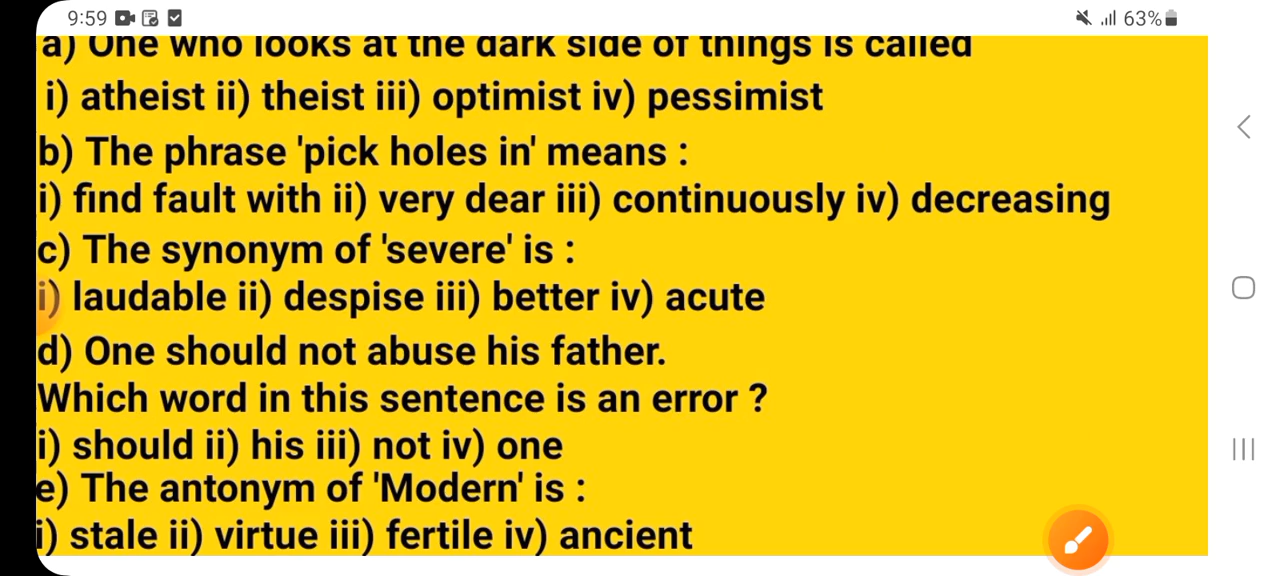 9:59 63%
a) One who looks at the dark side of things is called
i) atheist ii) theist iii) optimist iv) pessimist
b) The phrase 'pick holes in' means :
i) find fault with ii) very dear iii) continuously iv) decreasing
c) The synonym of 'severe' is :
i) laudable ii) despise iii) better iv) acute
d) One should not abuse his father.
Which word in this sentence is an error ?
i) should ii) his iii) not iv) one
e) The antonym of 'Modern' is :
i) stale ii) virtue iii) fertile iv) ancient